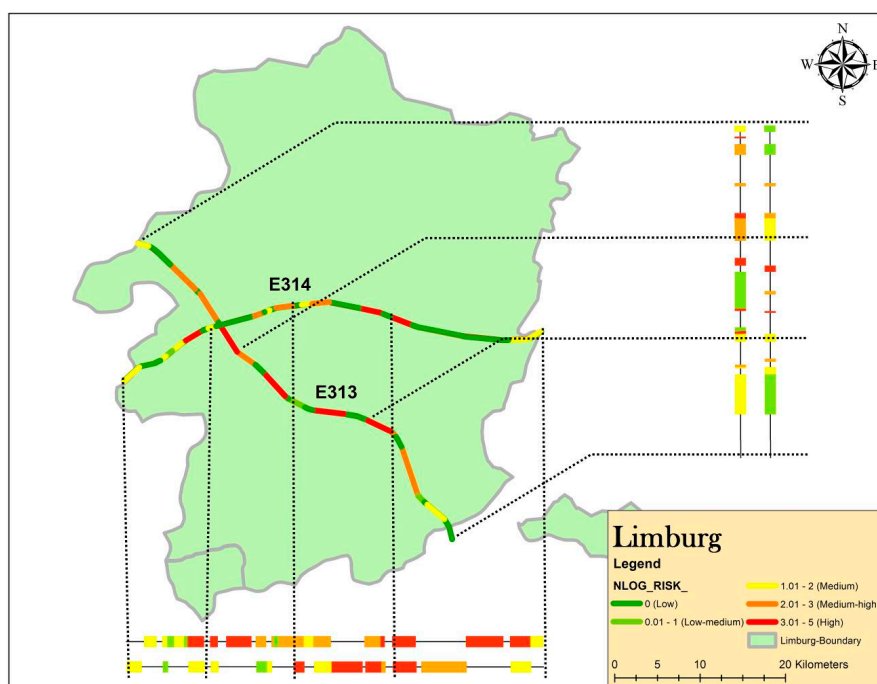 N
W E
S
E314
E313
Limburg
Legend
NLOG_RISK_
0 (Low)
0.01 - 1 (Low-medium)
1.01 - 2 (Medium)
2.01 - 3 (Medium-high)
3.01 - 5 (High)
Limburg-Boundary
0 5 10 20 Kilometers